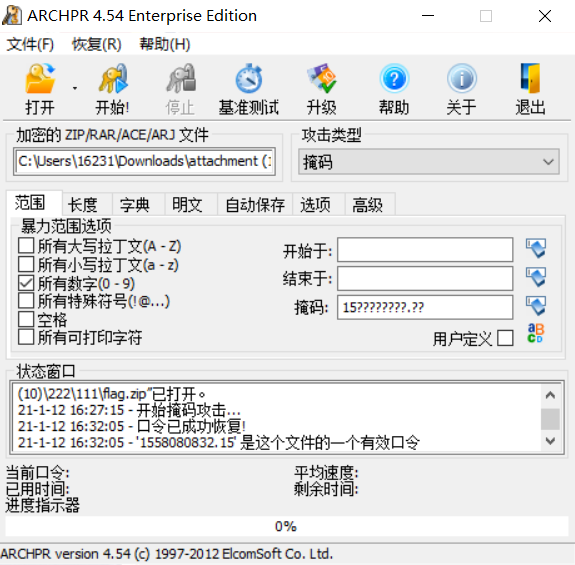 ARCHPR 4.54 Enterprise Edition
文件(F) 恢复(R) 帮助(H)
打开 开始! 停止 基准测试 升级 帮助 关于 退出
加密的 ZIP/RAR/ACE/ARJ 文件
C:\Users\16231\Downloads\attachment (1
攻击类型
掩码
范围 长度 字典 明文 自动保存 选项 高级
暴力范围选项
所有大写拉丁文(A - Z)
所有小写拉丁文(a - z)
所有数字(0 - 9)
所有特殊符号(!@...)
空格
所有可打印字符
开始于:
结束于:
掩码: 15????????.??
用户定义
状态窗口
(10)\222\111\flag.zip"已打开。
21-1-12 16:27:15 - 开始掩码攻击...
21-1-12 16:32:05 - 口令已成功恢复!
21-1-12 16:32:05 - '1558080832.15' 是这个文件的一个有效口令
当前口令:
已用时间:
进度指示器
平均速度:
剩余时间:
0%
ARCHPR version 4.54 (c) 1997-2012 ElcomSoft Co. Ltd.